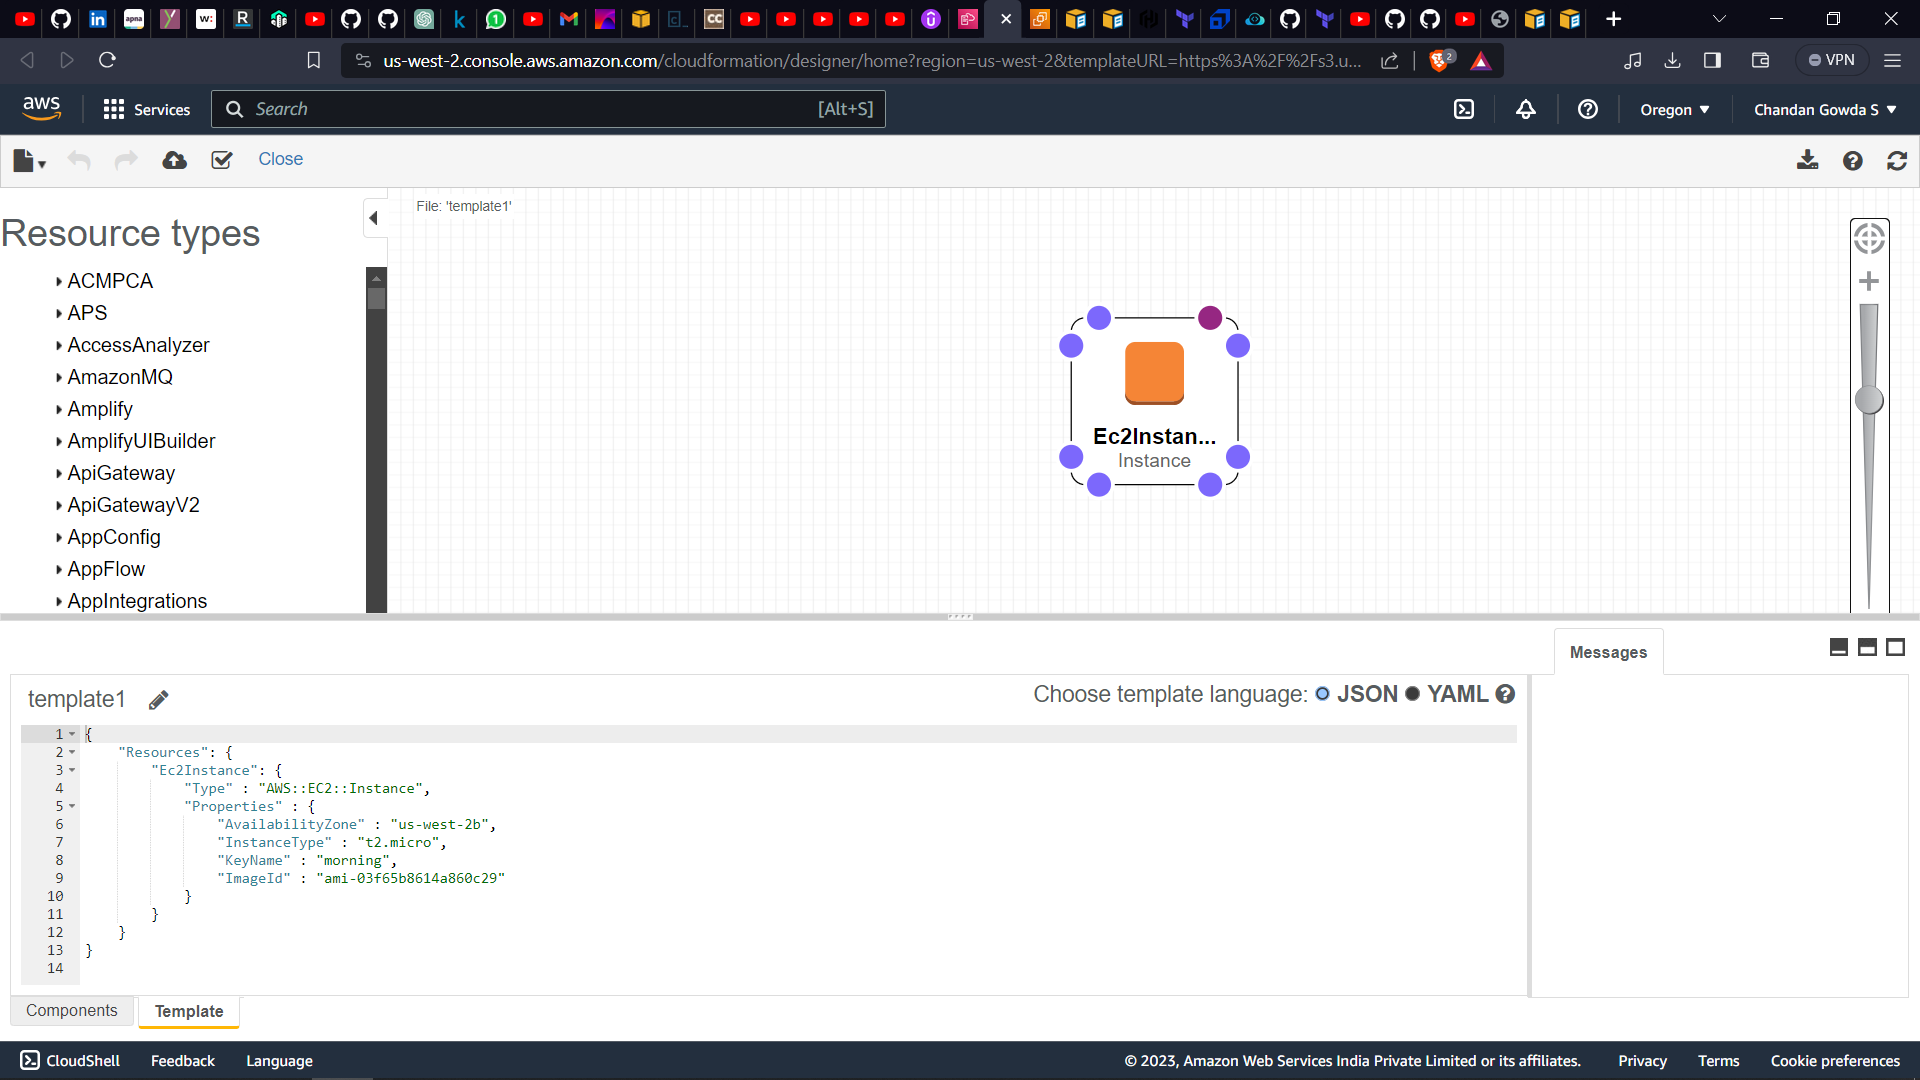 us-west-2.console.aws.amazon.com/cloudformation/designer/home?region=us-west-2&templateURL=https%3A%2F%2Fs3.u...
2
VPN
aws
Services
Search
[Alt+S]
Oregon
Chandan Gowda S
Close
File: 'template1'
Resource types
ACMPCA
APS
AccessAnalyzer
AmazonMQ
Amplify
AmplifyUIBuilder
ApiGateway
ApiGatewayV2
AppConfig
AppFlow
AppIntegrations
Ec2Instan...
Instance
Messages
template1
Choose template language: JSON YAML
1 {
2 "Resources": {
3 "Ec2Instance": {
4 "Type" : "AWS::EC2::Instance",
5 "Properties" : {
6 "AvailabilityZone" : "us-west-2b",
7 "InstanceType" : "t2.micro",
8 "KeyName" : "morning",
9 "ImageId" : "ami-03f65b8614a860c29"
10 }
11 }
12 }
13 }
14
Components
Template
CloudShell
Feedback
Language
© 2023, Amazon Web Services India Private Limited or its affiliates.
Privacy
Terms
Cookie preferences